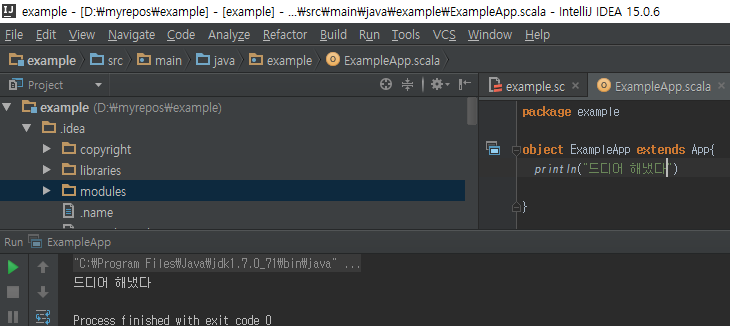 example - [D:₩myrepos₩example] - [example] - ...₩src₩main₩java₩example₩ExampleApp.scala - IntelliJ IDEA 15.0.6
File Edit View Navigate Code Analyze Refactor Build Run Tools VCS Window Help
example src main java example ExampleApp.scala
Project
example.sc ExampleApp.scala
example (D:₩myrepos₩example)
.idea
copyright
libraries
modules
.name
package example
object ExampleApp extends App{
println("드디어 해냈다")
}
Run ExampleApp
"C:₩Program Files₩Java₩jdk1.7.0_71₩bin₩java" ...
드디어 해냈다
Process finished with exit code 0